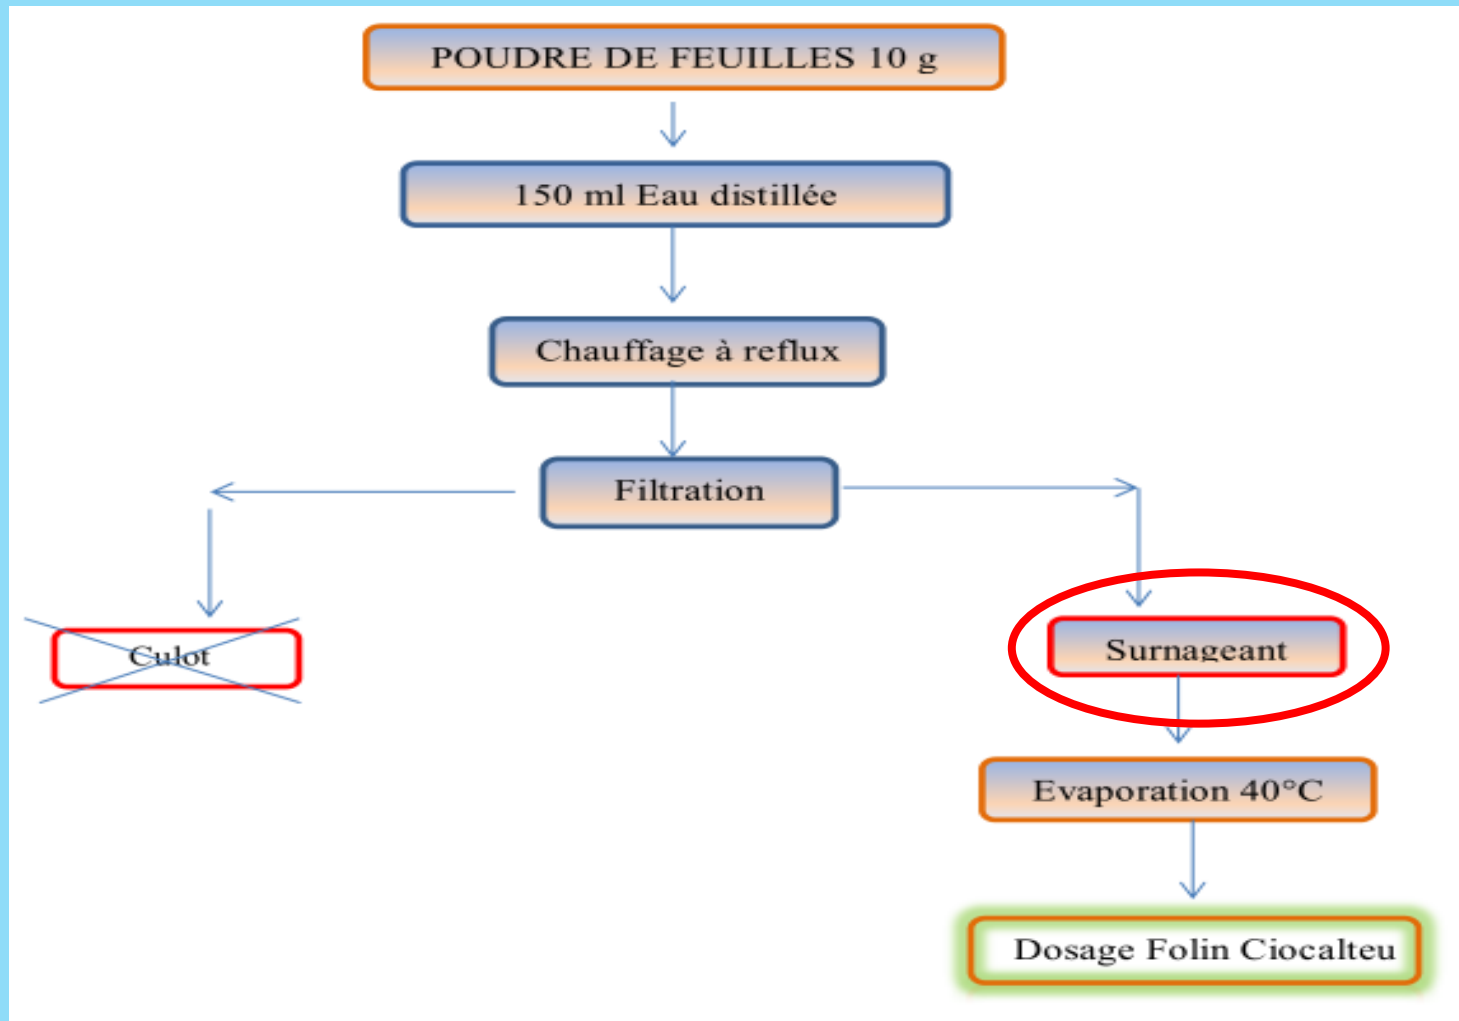 POUDRE DE FEUILLES 10 g
150 ml Eau distillée
Chauffage à reflux
Filtration
Culot
Surnageant
Evaporation 40°C
Dosage Folin Ciocalteu